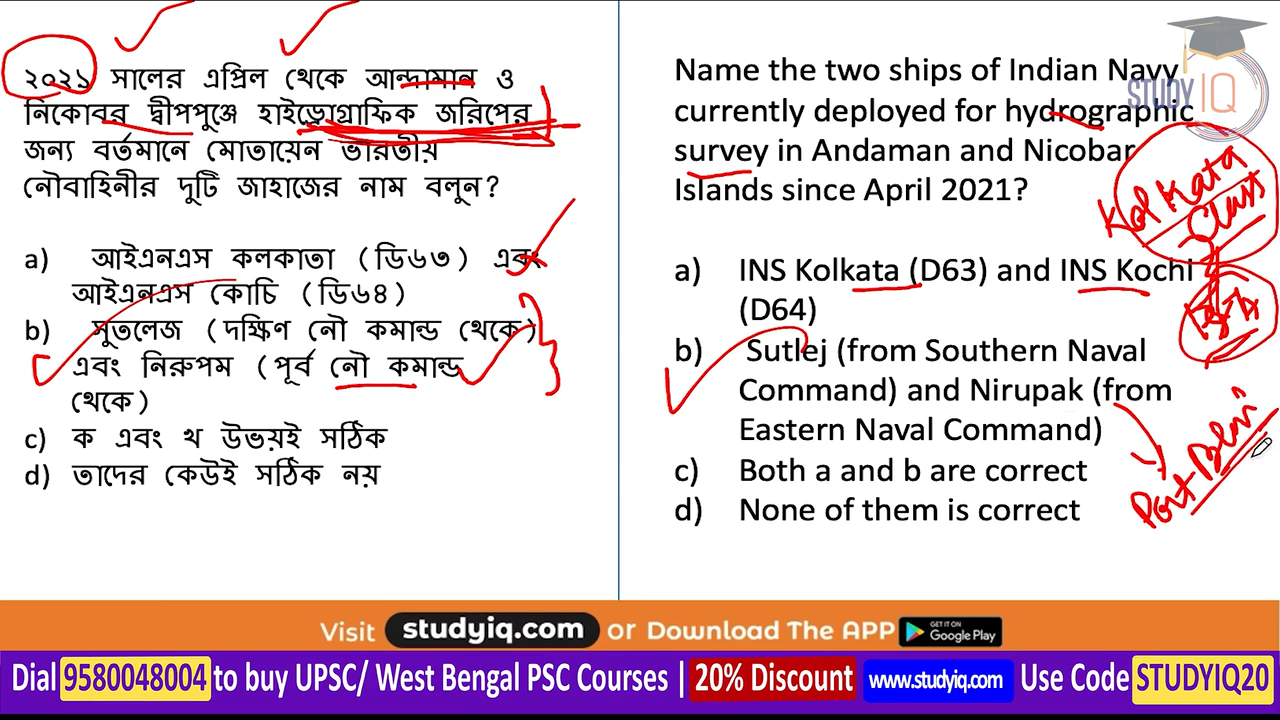 ২০২১ সালের এপ্রিল থেকে আন্দামান ও
নিকোবর দ্বীপপুঞ্জে হাইড্রোগ্রাফিক জরিপের
জন্য বর্তমানে মোতায়েন ভারতীয়
নৌবাহিনীর দুটি জাহাজের নাম বলুন?
a) আইএনএস কলকাতা (ডি৬৩) এবং
আইএনএস কোচি (ডি৬৪)
b) সুতলেজ (দক্ষিণ নৌ কমান্ড থেকে)
এবং নিরুপম (পূর্ব নৌ কমান্ড
থেকে)
c) ক এবং খ উভয়ই সঠিক
d) তাদের কেউই সঠিক নয়
STUDY IQ
Name the two ships of Indian Navy
currently deployed for hydrographic
survey in Andaman and Nicobar
Islands since April 2021?
a) INS Kolkata (D63) and INS Kochi
(D64)
b) Sutlej (from Southern Naval
Command) and Nirupak (from
Eastern Naval Command)
c) Both a and b are correct
d) None of them is correct
Kolkata
Class
Port
Visit studyiq.com or Download The APP GET IT ON Google Play
Dial 9580048004 to buy UPSC/ West Bengal PSC Courses | 20% Discount www.studyiq.com Use Code STUDYIQ20